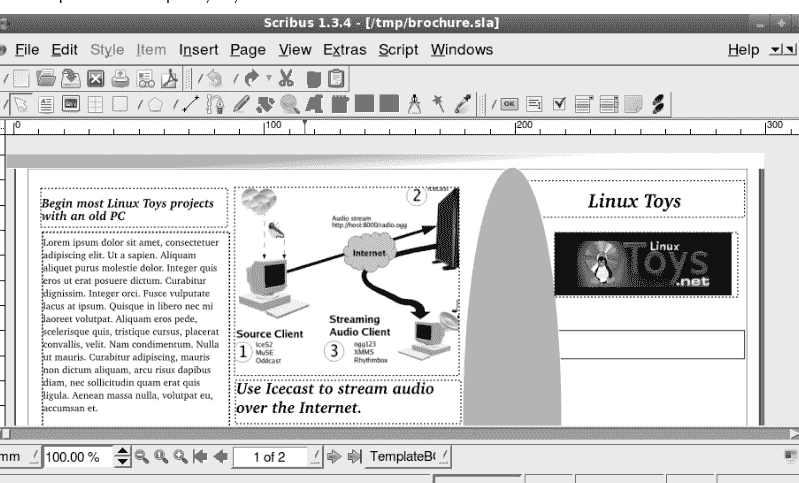 Scribus 1.3.4 - [/tmp/brochure.sla]
File Edit Style Item Insert Page View Extras Script Windows Help
OK
0 100 200 300
Begin most Linux Toys projects
with an old PC
Lorem ipsum dolor sit amet, consectetuer
adipiscing elit. Ut a sapien. Aliquam
aliquet purus molestie dolor. Integer quis
eros ut erat posuere dictum. Curabitur
dignissim. Integer orci. Fusce vulputate
lacus at ipsum. Quisque in libero nec mi
laoreet volutpat. Aliquam eros pede,
scelerisque quis, tristique cursus, placerat
convallis, velit. Nam condimentum. Nulla
ut mauris. Curabitur adipiscing, mauris
non dictum aliquam, arcu risus dapibus
diam, nec sollicitudin quam erat quis
ligula. Aenean massa nulla, volutpat eu,
accumsan et.
2
Icecast
Audio stream
http://host:8000/radio.ogg
Internet
Source Client
1
Ices2
MuSE
Oddcast
Streaming
Audio Client
3
ogg123
XMMS
Rhythmbox
Use Icecast to stream audio
over the Internet.
Linux Toys
Linux
Toys
.net
mm 100.00 % 1 of 2